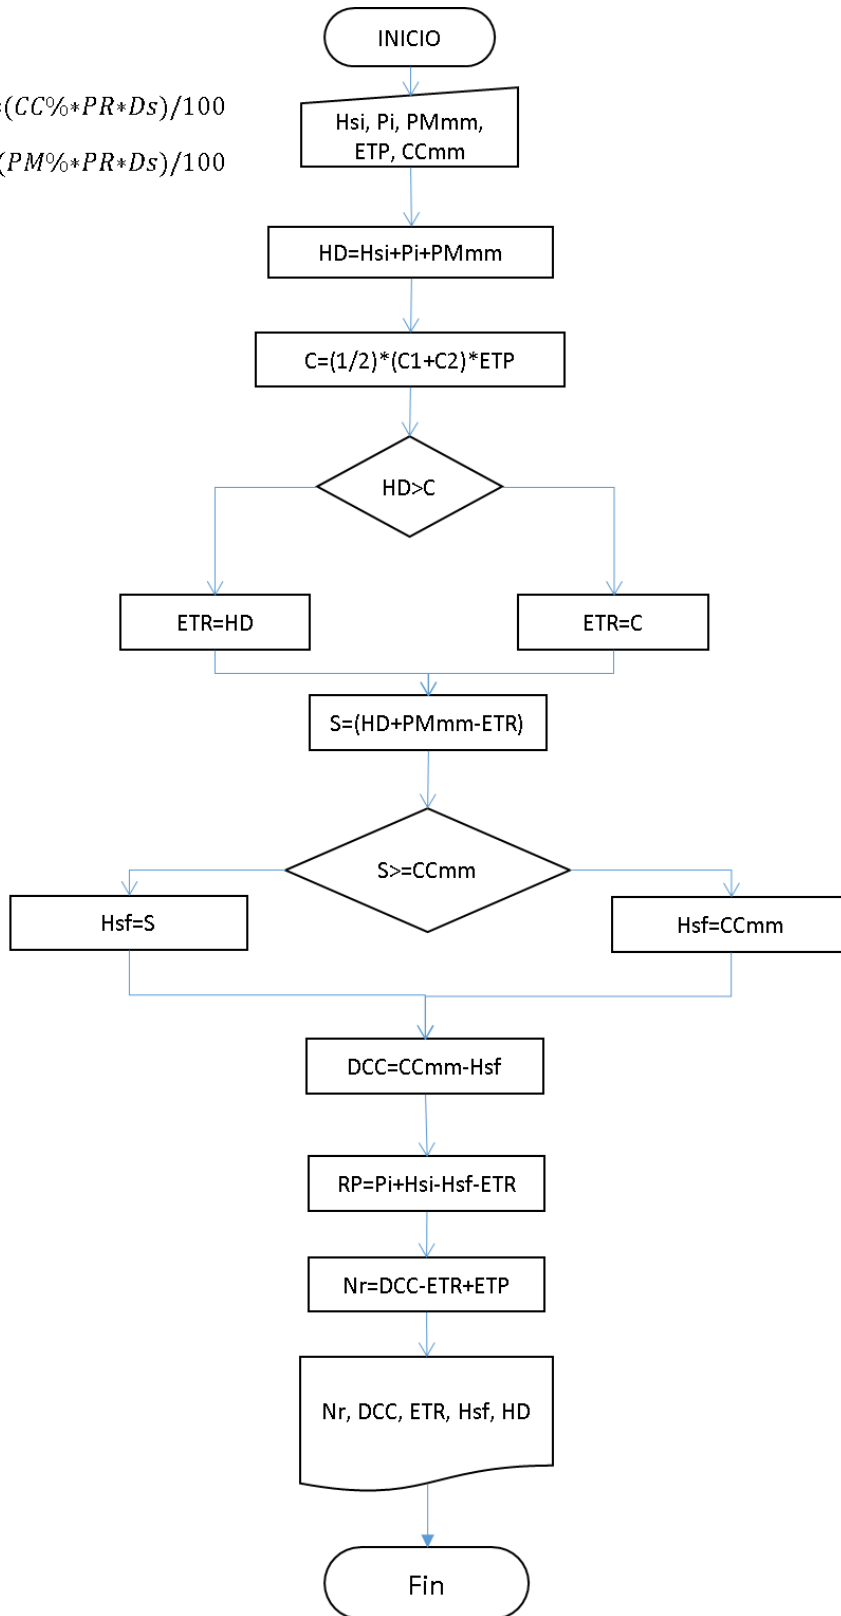 INICIO
(CC%*PR*Ds)/100
(PM%*PR*Ds)/100
Hsi, Pi, PMmm,
ETP, CCmm
HD=Hsi+Pi+PMmm
C=(1/2)*(C1+C2)*ETP
HD>C
ETR=HD
ETR=C
S=(HD+PMmm-ETR)
S>=CCmm
Hsf=S
Hsf=CCmm
DCC=CCmm-Hsf
RP=Pi+Hsi-Hsf-ETR
Nr=DCC-ETR+ETP
Nr, DCC, ETR, Hsf, HD
Fin